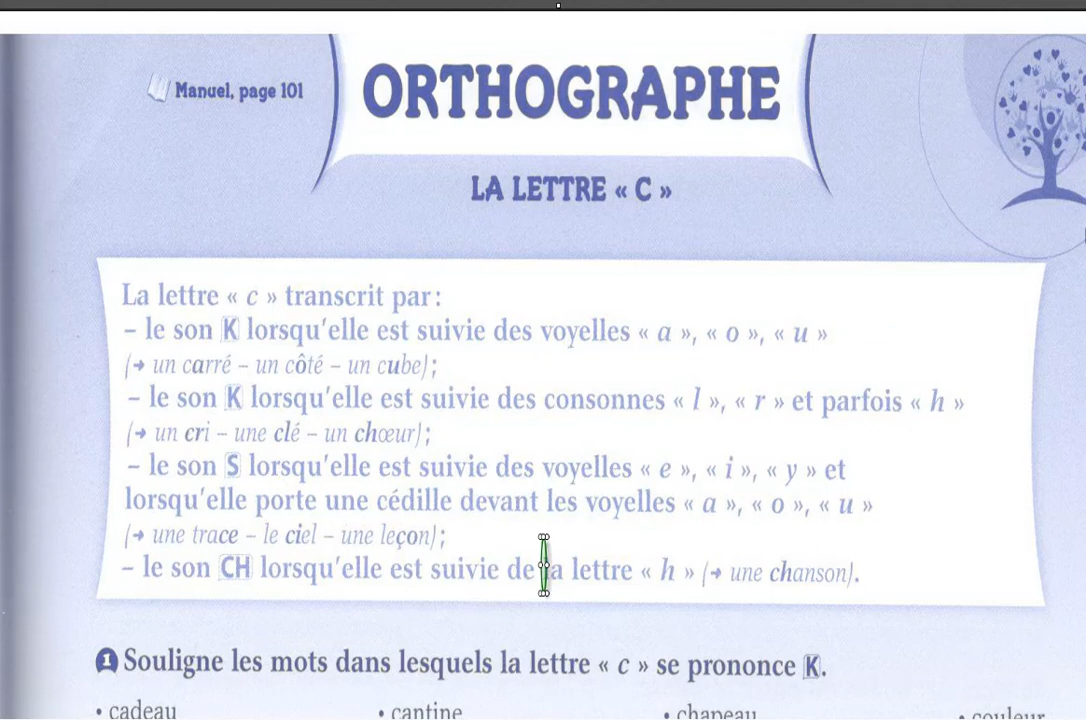 Manuel, page 101
ORTHOGRAPHE
LA LETTRE « C »
La lettre « c » transcrit par :
– le son K lorsqu'elle est suivie des voyelles « a », « o », « u »
(→ un carré – un côté – un cube) ;
– le son K lorsqu'elle est suivie des consonnes « l », « r » et parfois « h »
(→ un cri – une clé – un chœur) ;
– le son S lorsqu'elle est suivie des voyelles « e », « i », « y » et
lorsqu'elle porte une cédille devant les voyelles « a », « o », « u »
(→ une trace – le ciel – une leçon) ;
– le son CH lorsqu'elle est suivie de la lettre « h » (→ une chanson).
1 Souligne les mots dans lesquels la lettre « c » se prononce K.
• cadeau • cantine • chapeau • couleur